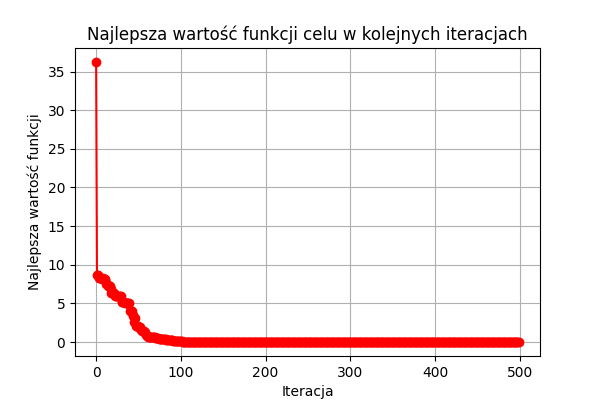 Najlepsza wartość funkcji celu w kolejnych iteracjach
Najlepsza wartość funkcji
35
30
25
20
15
10
5
0
0 100 200 300 400 500
Iteracja